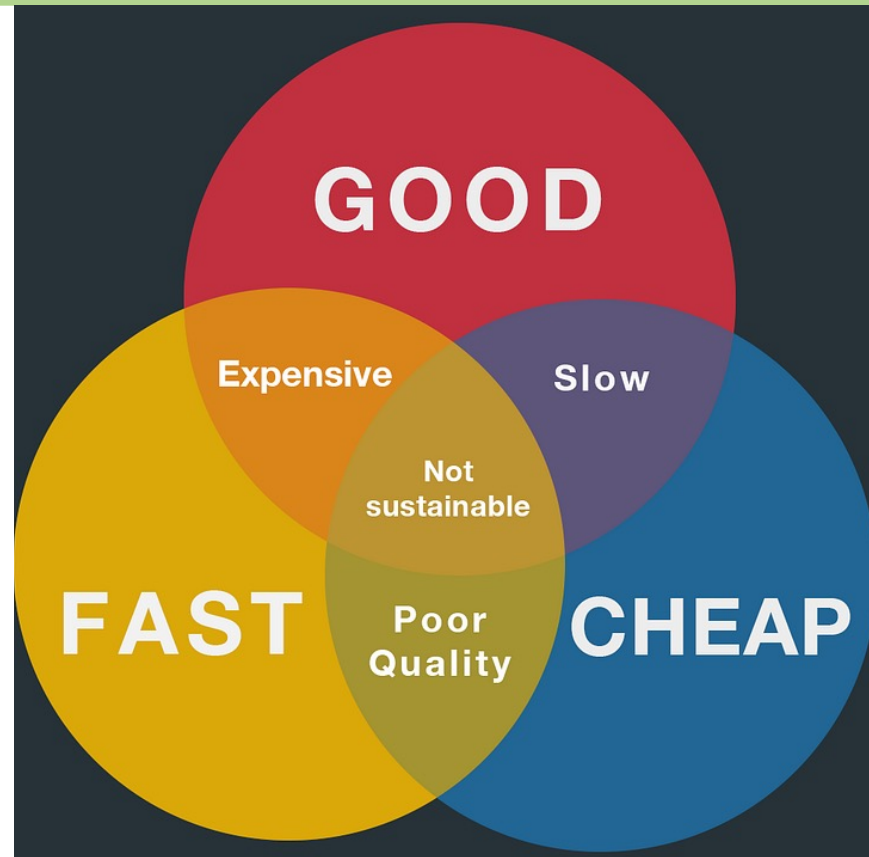 GOOD
Expensive
Slow
Not
sustainable
FAST
CHEAP
Poor
Quality